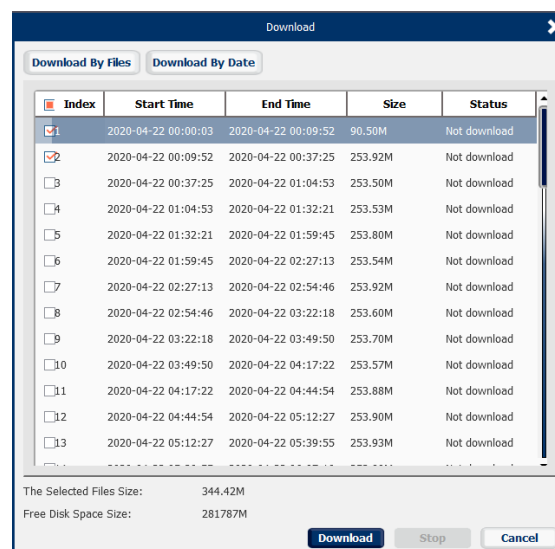 Download
Download By Files Download By Date
Index Start Time End Time Size Status
1 2020-04-22 00:00:03 2020-04-22 00:09:52 90.50M Not download
2 2020-04-22 00:09:52 2020-04-22 00:37:25 253.92M Not download
3 2020-04-22 00:37:25 2020-04-22 01:04:53 253.50M Not download
4 2020-04-22 01:04:53 2020-04-22 01:32:21 253.53M Not download
5 2020-04-22 01:32:21 2020-04-22 01:59:45 253.80M Not download
6 2020-04-22 01:59:45 2020-04-22 02:27:13 253.54M Not download
7 2020-04-22 02:27:13 2020-04-22 02:54:46 253.92M Not download
8 2020-04-22 02:54:46 2020-04-22 03:22:18 253.60M Not download
9 2020-04-22 03:22:18 2020-04-22 03:49:50 253.70M Not download
10 2020-04-22 03:49:50 2020-04-22 04:17:22 253.57M Not download
11 2020-04-22 04:17:22 2020-04-22 04:44:54 253.88M Not download
12 2020-04-22 04:44:54 2020-04-22 05:12:27 253.90M Not download
13 2020-04-22 05:12:27 2020-04-22 05:39:55 253.93M Not download
The Selected Files Size: 344.42M
Free Disk Space Size: 281787M
Download Stop Cancel